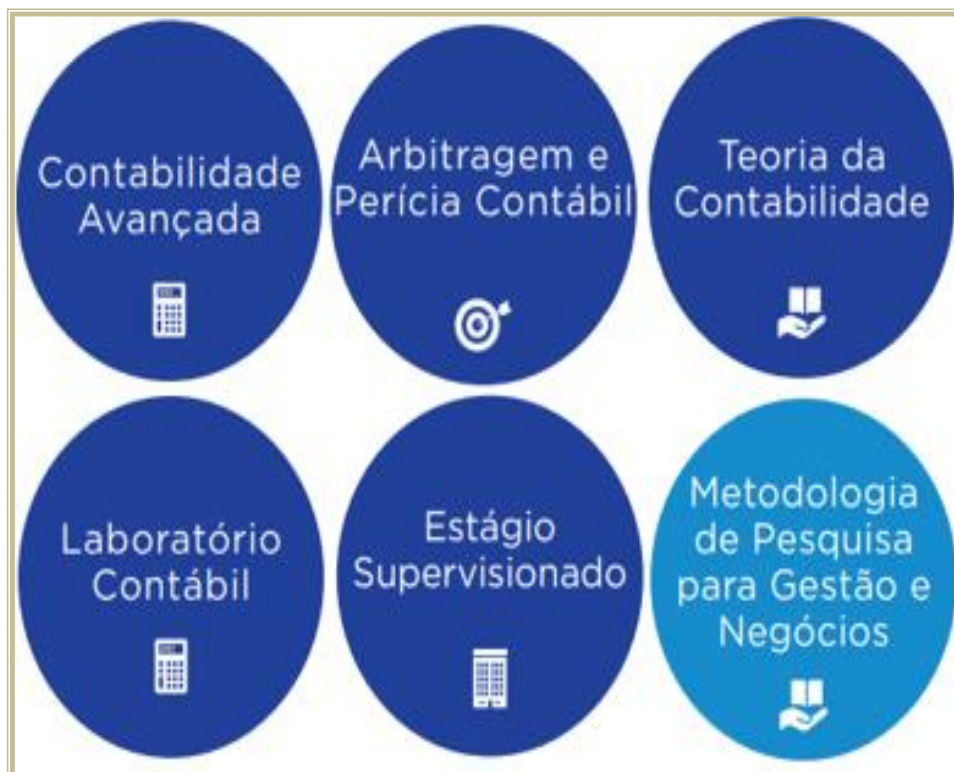 Contabilidade
Avançada
Arbitragem e
Perícia Contábil
Teoria da
Contabilidade
Laboratório
Contábil
Estágio
Supervisionado
Metodologia
de Pesquisa
para Gestão e
Negócios